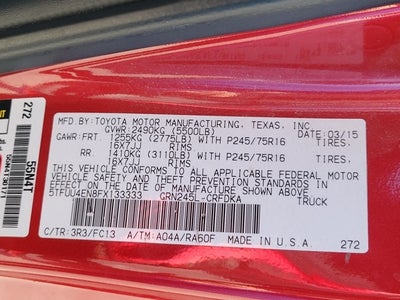 MFD.BY:TOYOTA MOTOR MANUFACTURING, TEXAS, INC.
GVWR:2490KG (5500LB) 03/15
GAWR:FRT. 1255KG (2775LB) WITH P245/75R16 TIRES,
16X7JJ RIMS
RR. 1410KG (3110LB) WITH P245/75R16 TIRES,
16X7JJ RIMS
THIS VEHICLE CONFORMS TO ALL APPLICABLE FEDERAL MOTOR
VEHICLE SAFETY AND THEFT PREVENTION STANDARDS IN
EFFECT ON THE DATE OF MANUFACTURE SHOWN ABOVE.
5TFUU4EN8FX133333 TRUCK
GRN245L-CRFDKA
C/TR:3R3/FC13 A/TM:A04A/RA60F MADE IN U.S.A. 272
272
55N41